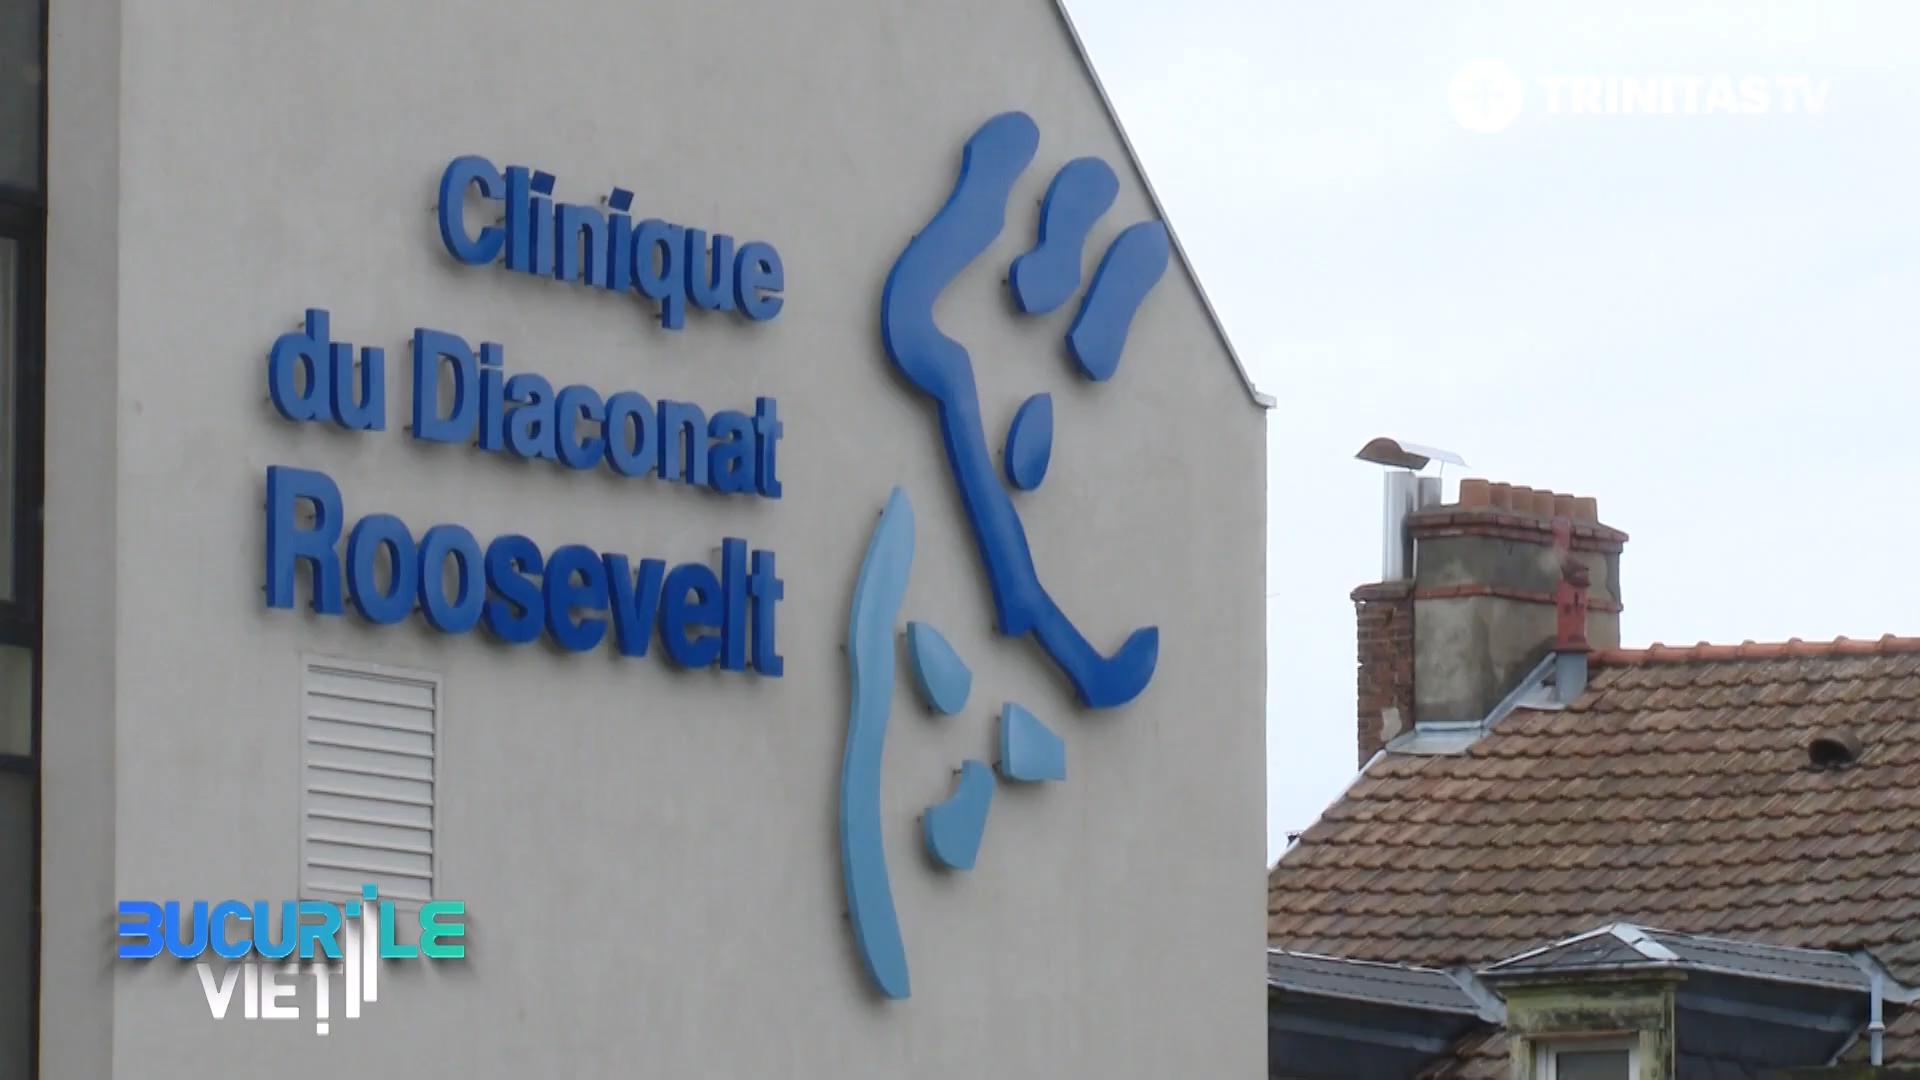 TRINITAS TV
Clinique
du Diaconat
Roosevelt
BUCURIILE
VIEȚII